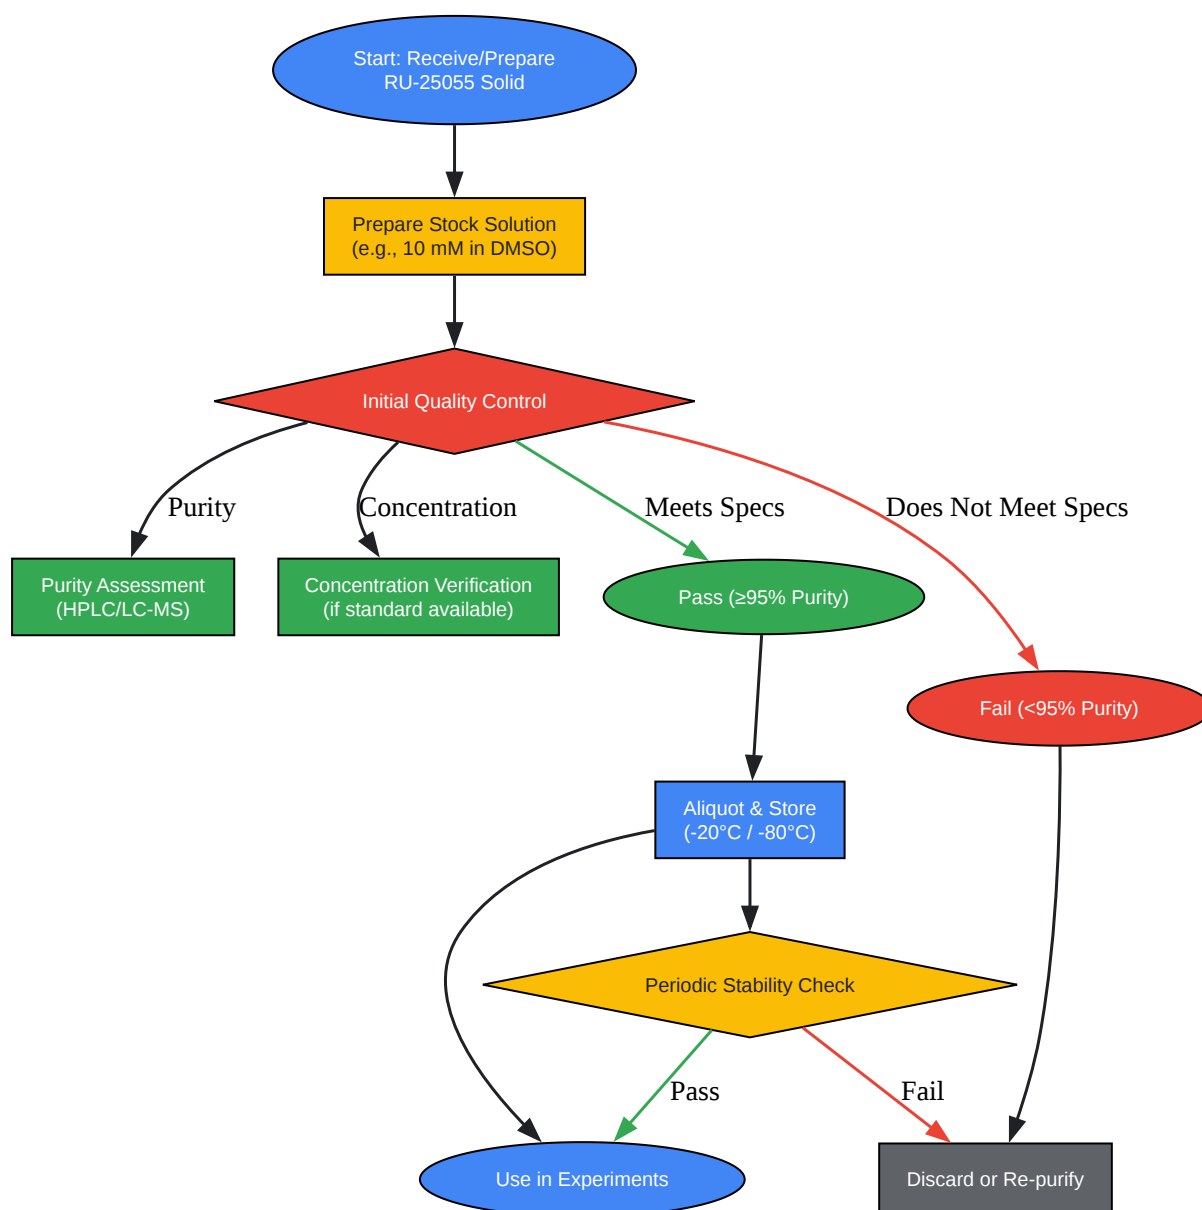 Start: Receive/Prepare
RU-25055 Solid
Prepare Stock Solution
(e.g., 10 mM in DMSO)
Initial Quality Control
Purity
Concentration
Meets Specs
Does Not Meet Specs
Purity Assessment
(HPLC/LC-MS)
Concentration Verification
(if standard available)
Pass (≥95% Purity)
Fail (<95% Purity)
Aliquot & Store
(-20°C / -80°C)
Periodic Stability Check
Pass
Fail
Use in Experiments
Discard or Re-purify